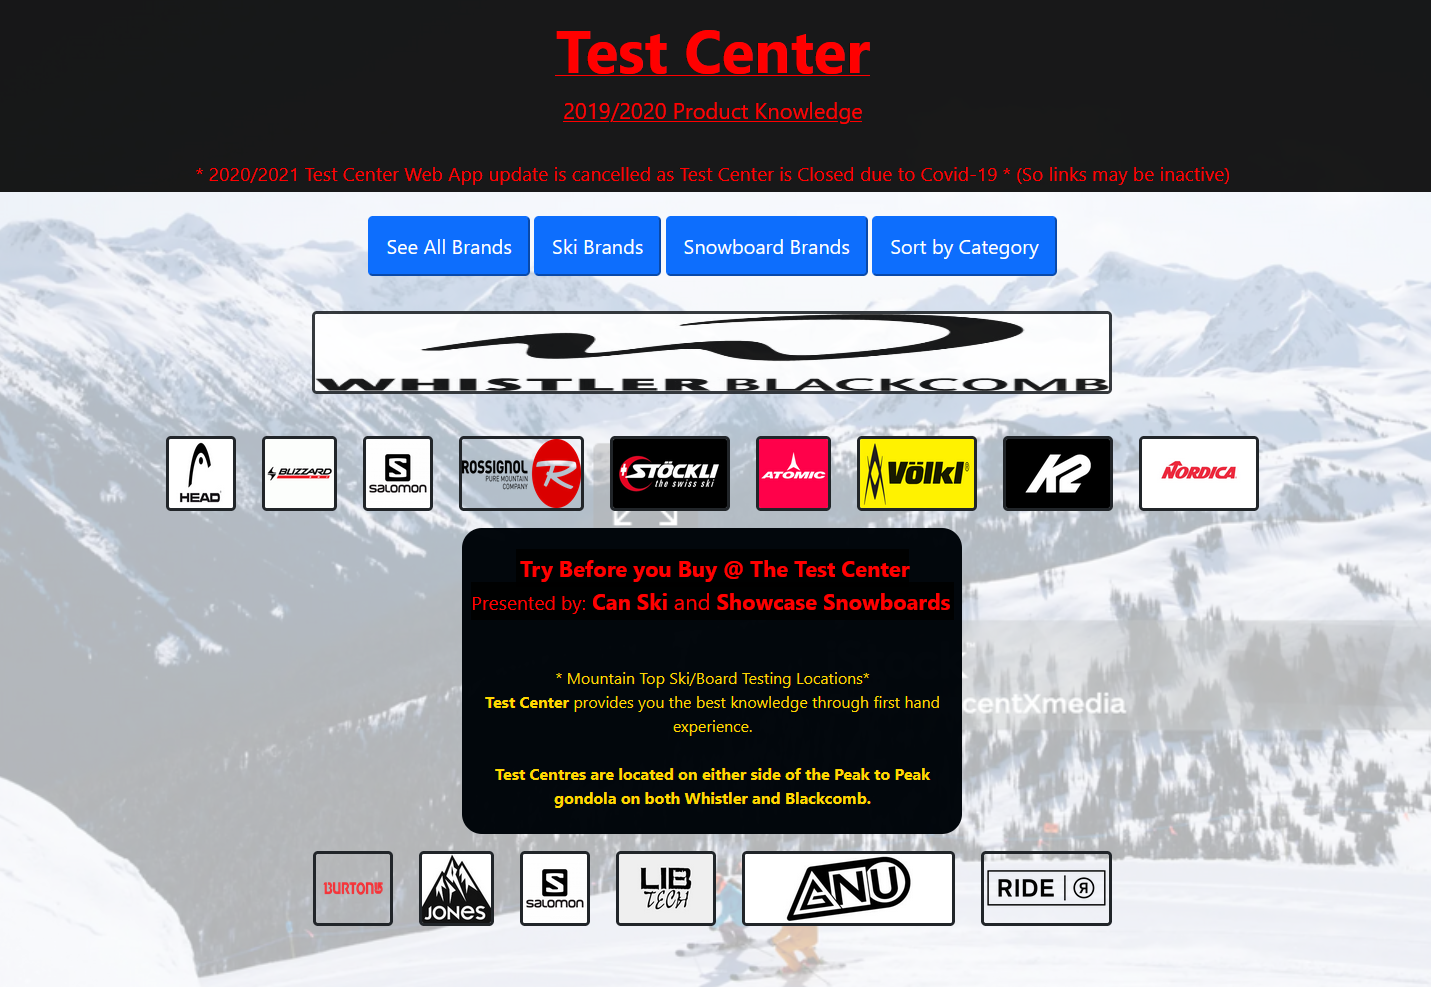 Test Center
2019/2020 Product Knowledge
* 2020/2021 Test Center Web App update is cancelled as Test Center is Closed due to Covid-19 * (So links may be inactive)
See All Brands
Ski Brands
Snowboard Brands
Sort by Category
WHISTLER BLACKCOMB
HEAD
BLIZZARD
SALOMON
ROSSIGNOL
PURE MOUNTAIN
COMPANY
R
STÖCKLI
the swiss ski
ATOMIC
Völkl®
K2
NORDICA
Try Before you Buy @ The Test Center
Presented by: Can Ski and Showcase Snowboards
* Mountain Top Ski/Board Testing Locations*
Test Center provides you the best knowledge through first hand
experience.
Test Centres are located on either side of the Peak to Peak
gondola on both Whistler and Blackcomb.
centXmedia
BURTON
JONES
SALOMON
LIB
TECH
GNU
RIDE | R